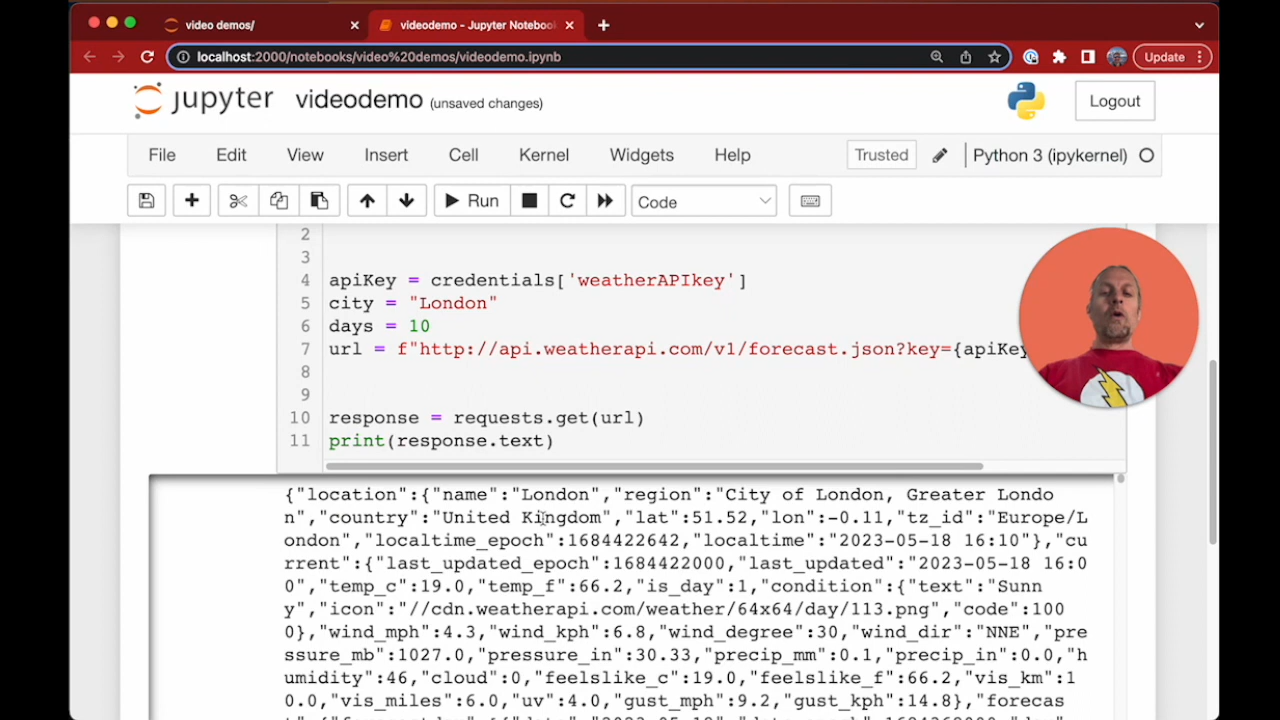 video demos/
videodemo - Jupyter Noteboo
localhost:2000/notebooks/video%20demos/videodemo.ipynb
Update
jupyter videodemo (unsaved changes)
Logout
File Edit View Insert Cell Kernel Widgets Help
Trusted Python 3 (ipykernel)
Run Code
2
3
4 apiKey = credentials['weatherAPIkey']
5 city = "London"
6 days = 10
7 url = f"http://api.weatherapi.com/v1/forecast.json?key={apiKey
8
9
10 response = requests.get(url)
11 print(response.text)
{"location":{"name":"London","region":"City of London, Greater Londo
n","country":"United Kingdom","lat":51.52,"lon":-0.11,"tz_id":"Europe/L
ondon","localtime_epoch":1684422642,"localtime":"2023-05-18 16:10"},"cu
rrent":{"last_updated_epoch":1684422000,"last_updated":"2023-05-18 16:0
0","temp_c":19.0,"temp_f":66.2,"is_day":1,"condition":{"text":"Sunn
y","icon":"//cdn.weatherapi.com/weather/64x64/day/113.png","code":100
0},"wind_mph":4.3,"wind_kph":6.8,"wind_degree":30,"wind_dir":"NNE","pre
ssure_mb":1027.0,"pressure_in":30.33,"precip_mm":0.1,"precip_in":0.0,"h
umidity":46,"cloud":0,"feelslike_c":19.0,"feelslike_f":66.2,"vis_km":1
0.0,"vis_miles":6.0,"uv":4.0,"gust_mph":9.2,"gust_kph":14.8},"forecas